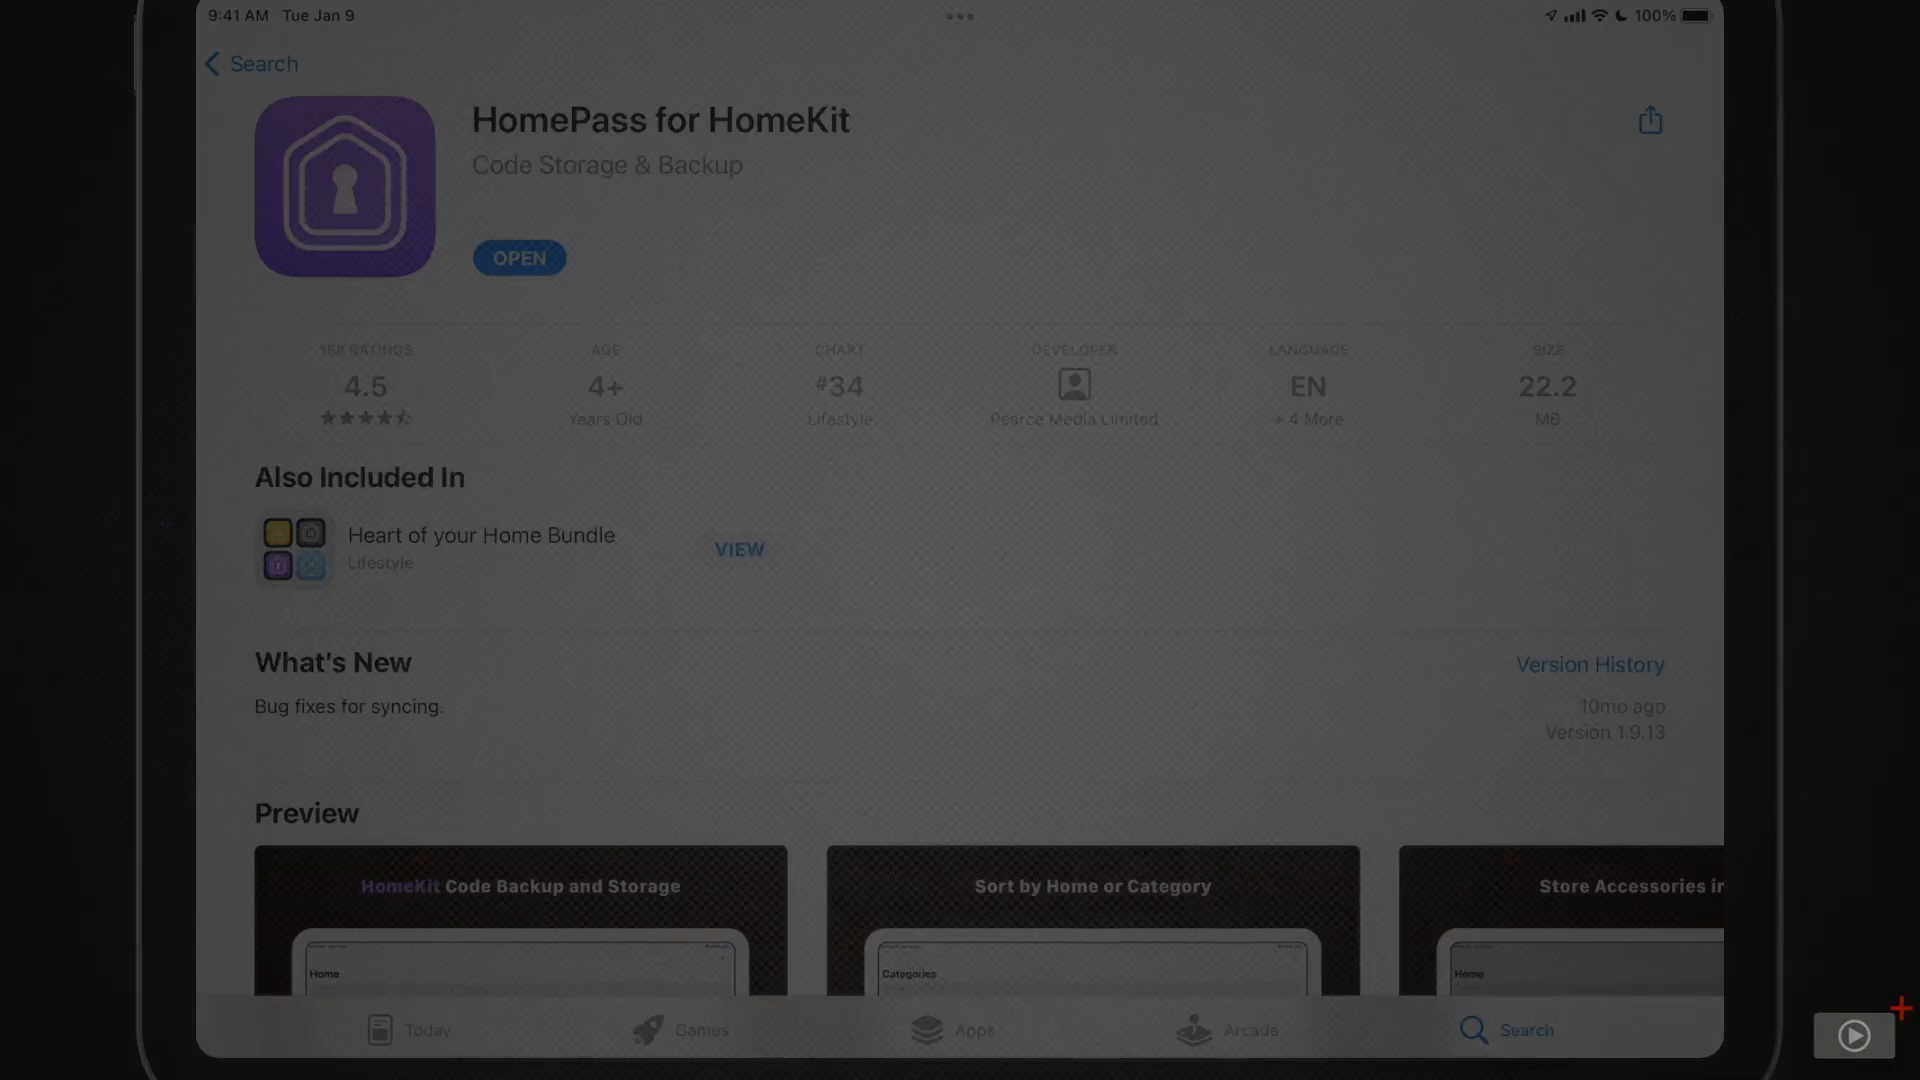 9:41 AM Tue Jan 9
100%
Search
HomePass for HomeKit
Code Storage & Backup
OPEN
158 RATINGS
4.5
AGE
4+
Years Old
CHART
#34
Lifestyle
DEVELOPER
Pearce Media Limited
LANGUAGE
EN
+ 4 More
SIZE
22.2
MB
Also Included In
Heart of your Home Bundle
Lifestyle
VIEW
What's New
Version History
Bug fixes for syncing.
10mo ago
Version 1.9.13
Preview
HomeKit Code Backup and Storage
Home
Sort by Home or Category
Categories
Store Accessories in
Home
Today
Games
Apps
Arcade
Search